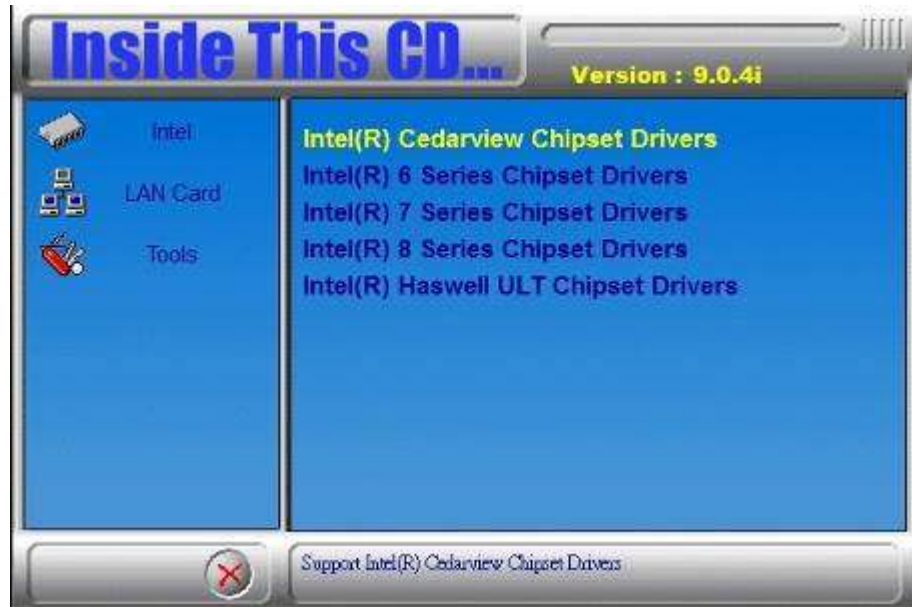 Inside This CD...
Version : 9.0.4i
Intel
LAN Card
Tools
Intel(R) Cedarview Chipset Drivers
Intel(R) 6 Series Chipset Drivers
Intel(R) 7 Series Chipset Drivers
Intel(R) 8 Series Chipset Drivers
Intel(R) Haswell ULT Chipset Drivers
Support Intel(R) Cedarview Chipset Drivers